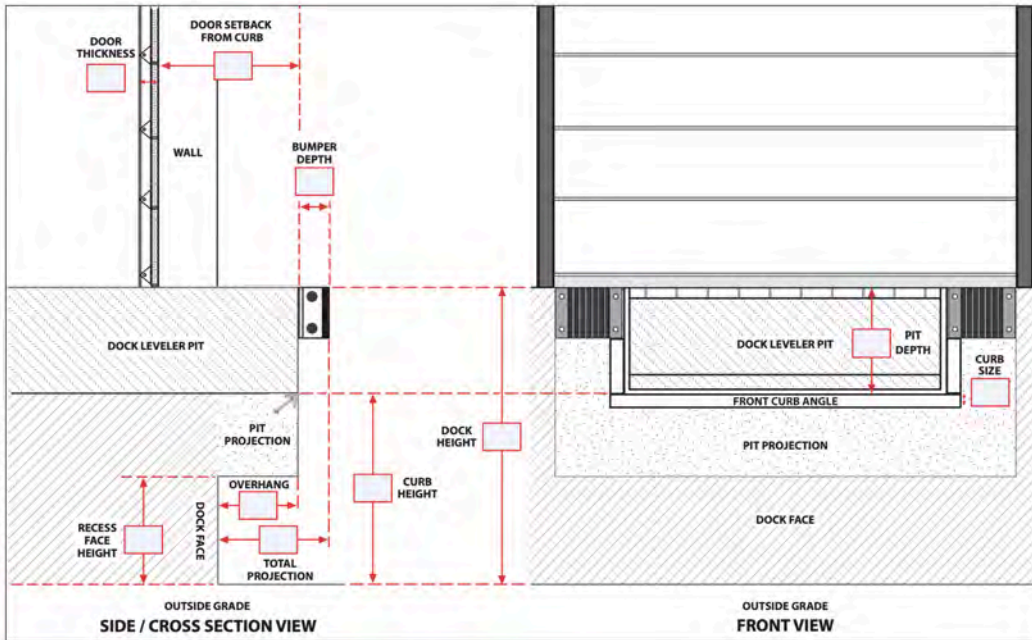 DOOR
THICKNESS
DOOR SETBACK
FROM CURB
WALL
BUMPER
DEPTH
DOCK LEVELER PIT
PIT
PROJECTION
OVERHANG
RECESS
FACE
HEIGHT
DOCK FACE
TOTAL
PROJECTION
CURB
HEIGHT
DOCK
HEIGHT
OUTSIDE GRADE
SIDE / CROSS SECTION VIEW
DOCK LEVELER PIT
PIT
DEPTH
CURB
SIZE
FRONT CURB ANGLE
PIT PROJECTION
DOCK FACE
OUTSIDE GRADE
FRONT VIEW